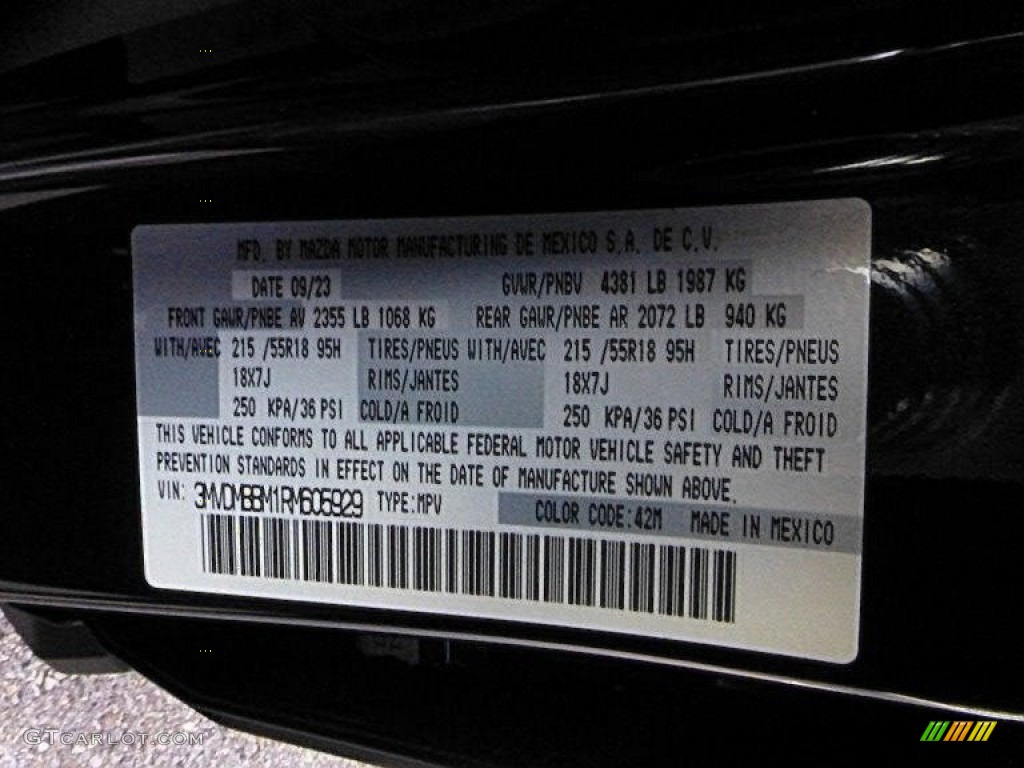 MFD. BY MAZDA MOTOR MANUFACTURING DE MEXICO S.A. DE C.V.
DATE 09/23 GVWR/PNBV 4381 LB 1987 KG
FRONT GAWR/PNBE AV 2355 LB 1068 KG REAR GAWR/PNBE AR 2072 LB 940 KG
WITH/AVEC 215 /55R18 95H TIRES/PNEUS WITH/AVEC 215 /55R18 95H TIRES/PNEUS
18X7J RIMS/JANTES 18X7J RIMS/JANTES
250 KPA/36 PSI COLD/A FROID 250 KPA/36 PSI COLD/A FROID
THIS VEHICLE CONFORMS TO ALL APPLICABLE FEDERAL MOTOR VEHICLE SAFETY AND THEFT
PREVENTION STANDARDS IN EFFECT ON THE DATE OF MANUFACTURE SHOWN ABOVE.
VIN: 3MVDMBBM1RM605929 TYPE:MPV COLOR CODE:42M MADE IN MEXICO
GTCARLOT.COM